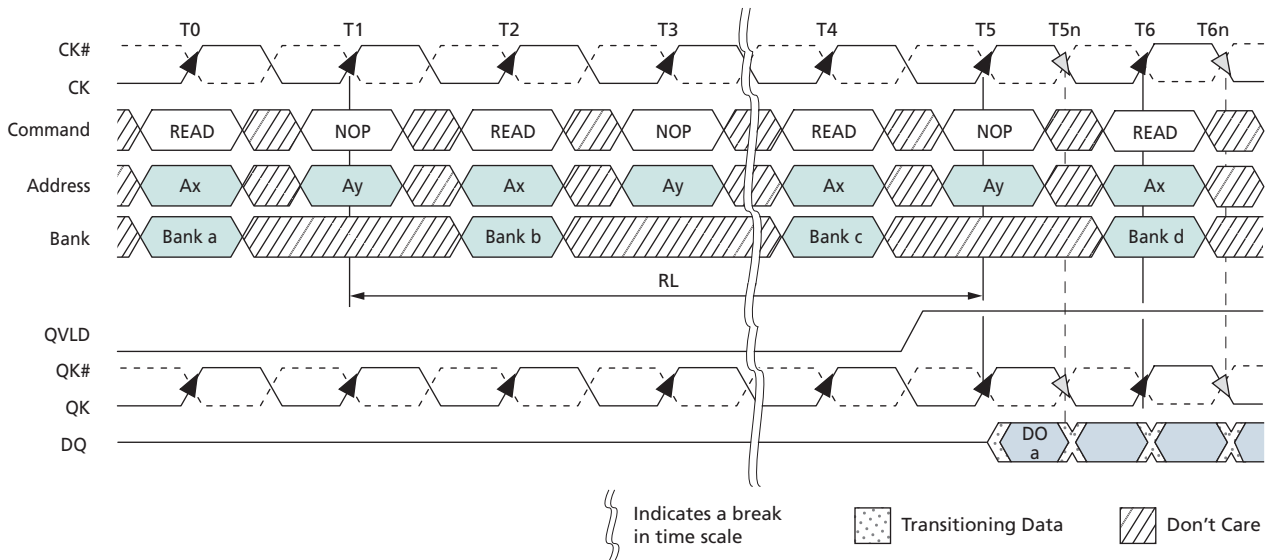 T0 T1 T2 T3 T4 T5 T5n T6 T6n
CK#
CK
Command READ NOP READ NOP READ NOP READ
Address Ax Ay Ax Ay Ax Ay Ax
Bank Bank a Bank b Bank c Bank d
RL
QVLD
QK#
QK
DQ DO
a
Indicates a break
in time scale
Transitioning Data
Don't Care